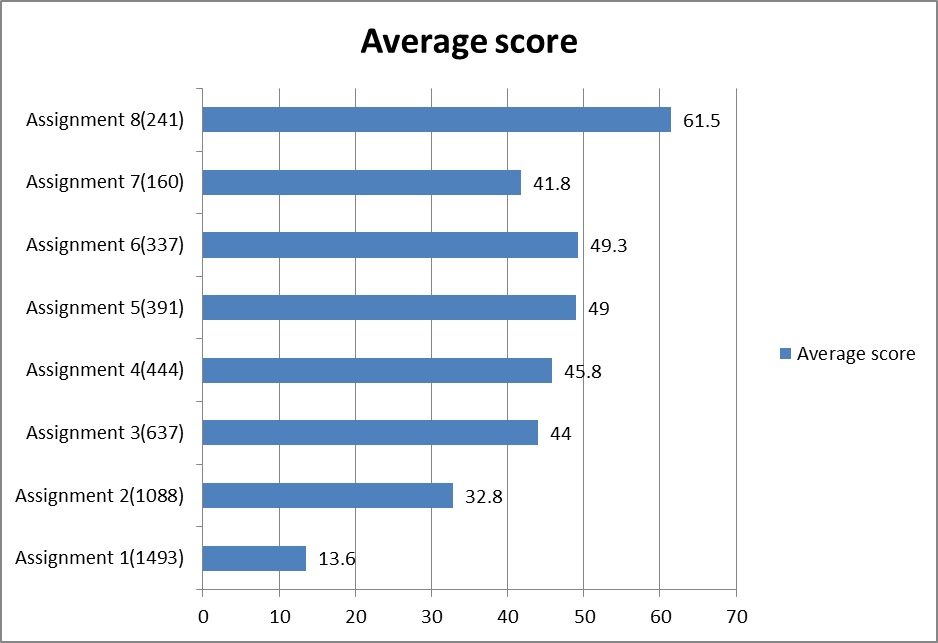 Average score
Assignment 8(241) 61.5
Assignment 7(160) 41.8
Assignment 6(337) 49.3
Assignment 5(391) 49
Assignment 4(444) 45.8
Average score
Assignment 3(637) 44
Assignment 2(1088) 32.8
Assignment 1(1493) 13.6
0 10 20 30 40 50 60 70